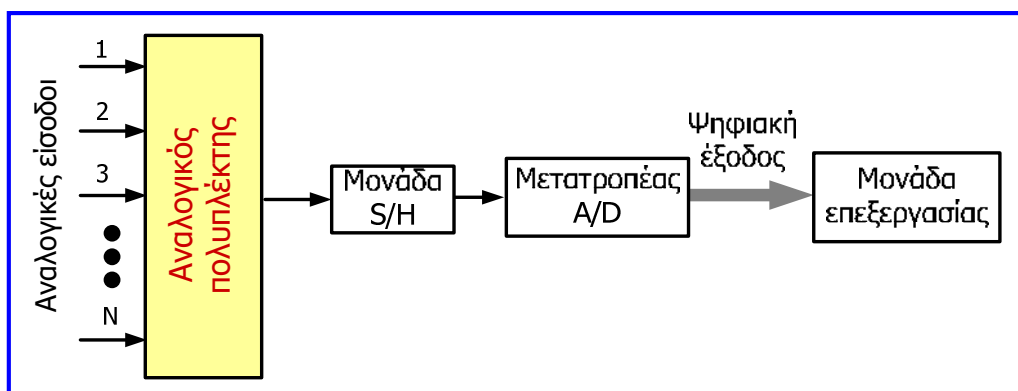 Αναλογικές είσοδοι
1
2
3
N
Αναλογικός
πολυπλέκτης
Μονάδα
S/H
Μετατροπέας
A/D
Ψηφιακή
έξοδος
Μονάδα
επεξεργασίας